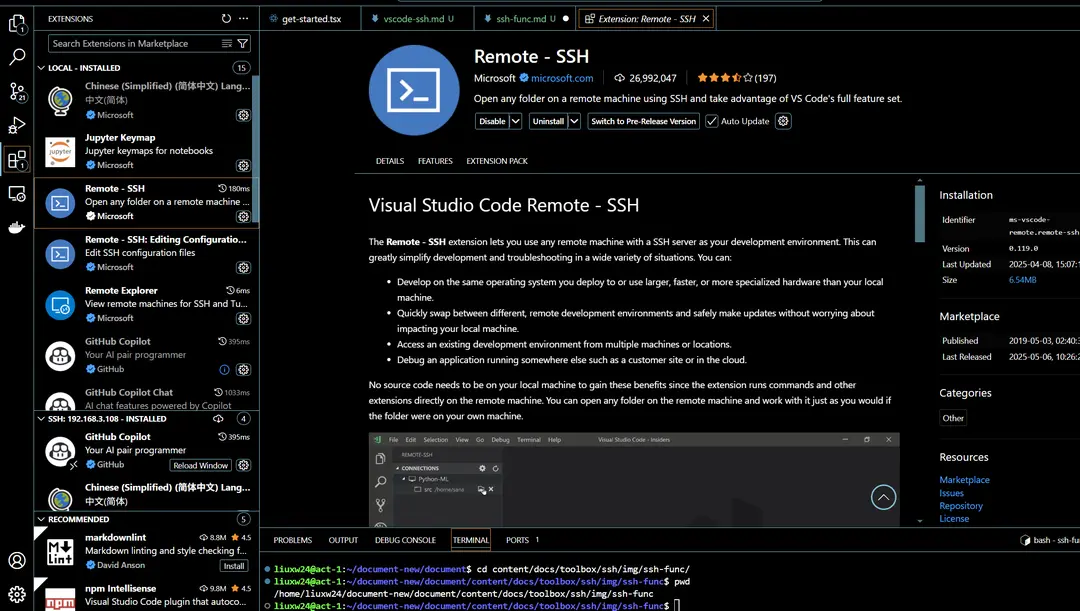 EXTENSIONS
Search Extensions in Marketplace
LOCAL - INSTALLED
15
Chinese (Simplified) (简体中文) Lang...
中文(简体)
Microsoft
Jupyter Keymap
Jupyter keymaps for notebooks
Microsoft
Remote - SSH
180ms
Open any folder on a remote machine ...
Microsoft
Remote - SSH: Editing Configuratio...
Edit SSH configuration files
Microsoft
Remote Explorer
6ms
View remote machines for SSH and Tu...
Microsoft
GitHub Copilot
395ms
Your AI pair programmer
GitHub
GitHub Copilot Chat
1033ms
AI chat features powered by Copilot
SSH: 192.168.3.108 - INSTALLED
4
GitHub Copilot
395ms
Your AI pair programmer
GitHub
Reload Window
Chinese (Simplified) (简体中文) Lang...
中文(简体)
RECOMMENDED
5
markdownlint
8.8M
4.5
Markdown linting and style checking f...
David Anson
Install
npm Intellisense
9.8M
4.5
Visual Studio Code plugin that autoco...
get-started.tsx
vscode-ssh.md U
ssh-func.md U
Extension: Remote - SSH
Remote - SSH
Microsoft
microsoft.com
26,992,047
(197)
Open any folder on a remote machine using SSH and take advantage of VS Code's full feature set.
Disable
Uninstall
Switch to Pre-Release Version
Auto Update
DETAILS
FEATURES
EXTENSION PACK
Visual Studio Code Remote - SSH
The Remote - SSH extension lets you use any remote machine with a SSH server as your development environment. This can
greatly simplify development and troubleshooting in a wide variety of situations. You can:
• Develop on the same operating system you deploy to or use larger, faster, or more specialized hardware than your local
machine.
• Quickly swap between different, remote development environments and safely make updates without worrying about
impacting your local machine.
• Access an existing development environment from multiple machines or locations.
• Debug an application running somewhere else such as a customer site or in the cloud.
No source code needs to be on your local machine to gain these benefits since the extension runs commands and other
extensions directly on the remote machine. You can open any folder on the remote machine and work with it just as you would if
the folder were on your own machine.
File Edit Selection View Go Debug Terminal Help
Visual Studio Code - Insiders
REMOTE-SSH
CONNECTIONS
Python-ML
src /home/sana
Installation
Identifier
ms-vscode-
remote.remote-ssh
Version
0.119.0
Last Updated
2025-04-08, 15:07:1
Size
6.54MB
Marketplace
Published
2019-05-03, 02:40:3
Last Released
2025-05-06, 10:26:2
Categories
Other
Resources
Marketplace
Issues
Repository
License
PROBLEMS
OUTPUT
DEBUG CONSOLE
TERMINAL
PORTS 1
bash - ssh-fu
liuxw24@act-1:~/document-new/document$ cd content/docs/toolbox/ssh/img/ssh-func/
liuxw24@act-1:~/document-new/document/content/docs/toolbox/ssh/img/ssh-func$ pwd
/home/liuxw24/document-new/document/content/docs/toolbox/ssh/img/ssh-func
liuxw24@act-1:~/document-new/document/content/docs/toolbox/ssh/img/ssh-func$